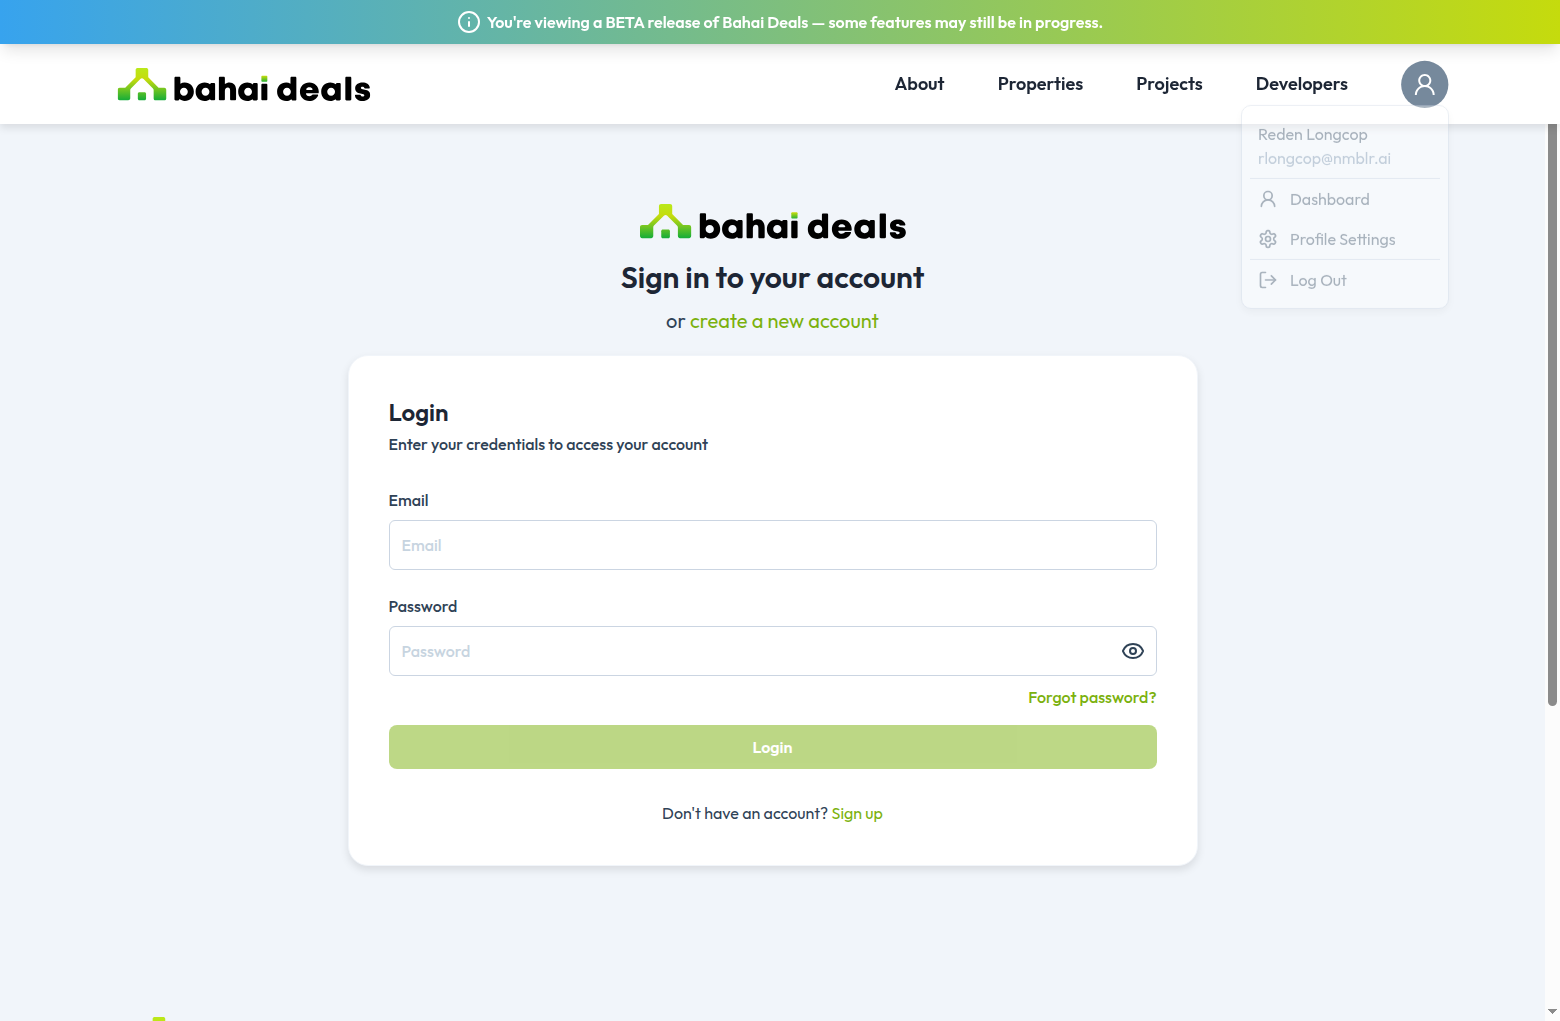 You're viewing a BETA release of Bahai Deals — some features may still be in progress.
bahai deals
About
Properties
Projects
Developers
Reden Longcop
rlongcop@nmblr.ai
Dashboard
Profile Settings
Log Out
bahai deals
Sign in to your account
or create a new account
Login
Enter your credentials to access your account
Email
Email
Password
Password
Forgot password?
Login
Don't have an account? Sign up